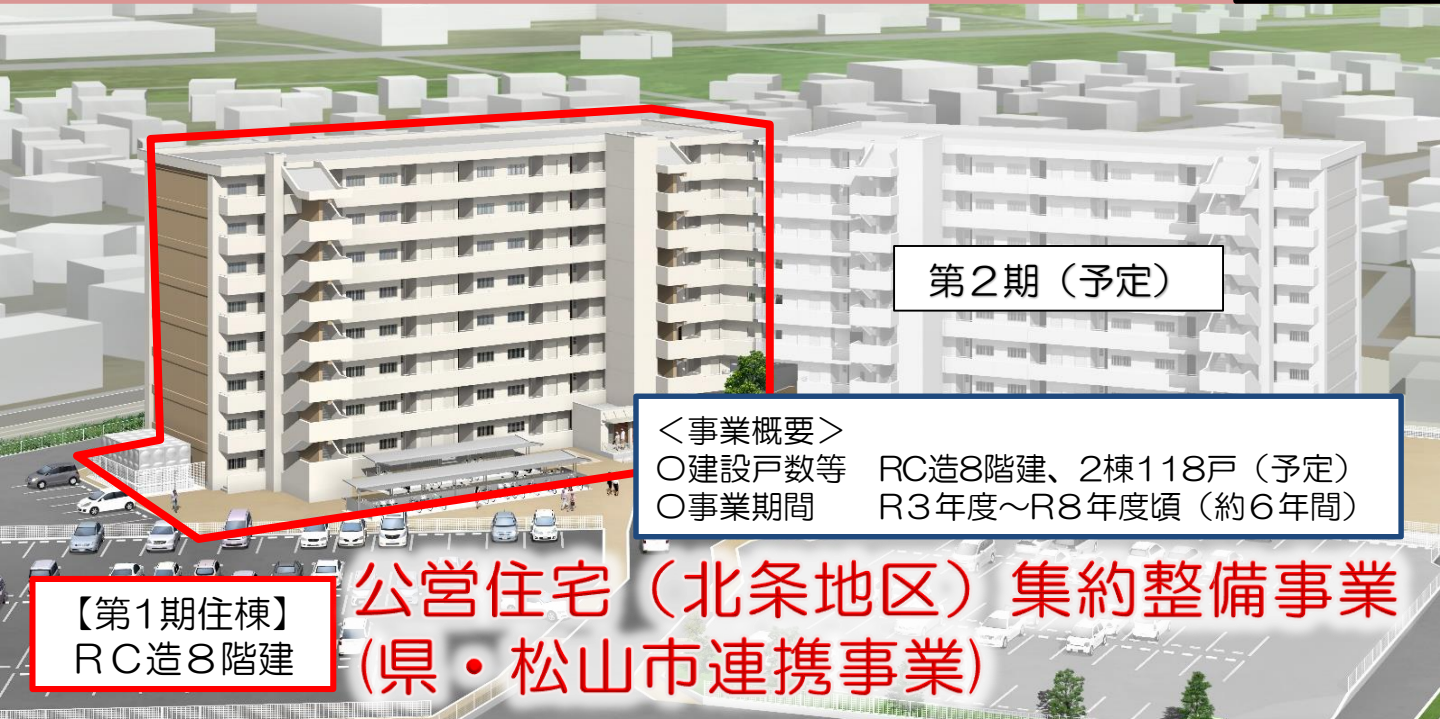 第２期（予定）
＜事業概要＞
〇建設戸数等　RC造8階建、2棟118戸（予定）
〇事業期間　　R３年度～R８年度頃（約６年間）
【第1期住棟】
ＲＣ造８階建
公営住宅（北条地区）集約整備事業
(県・松山市連携事業)